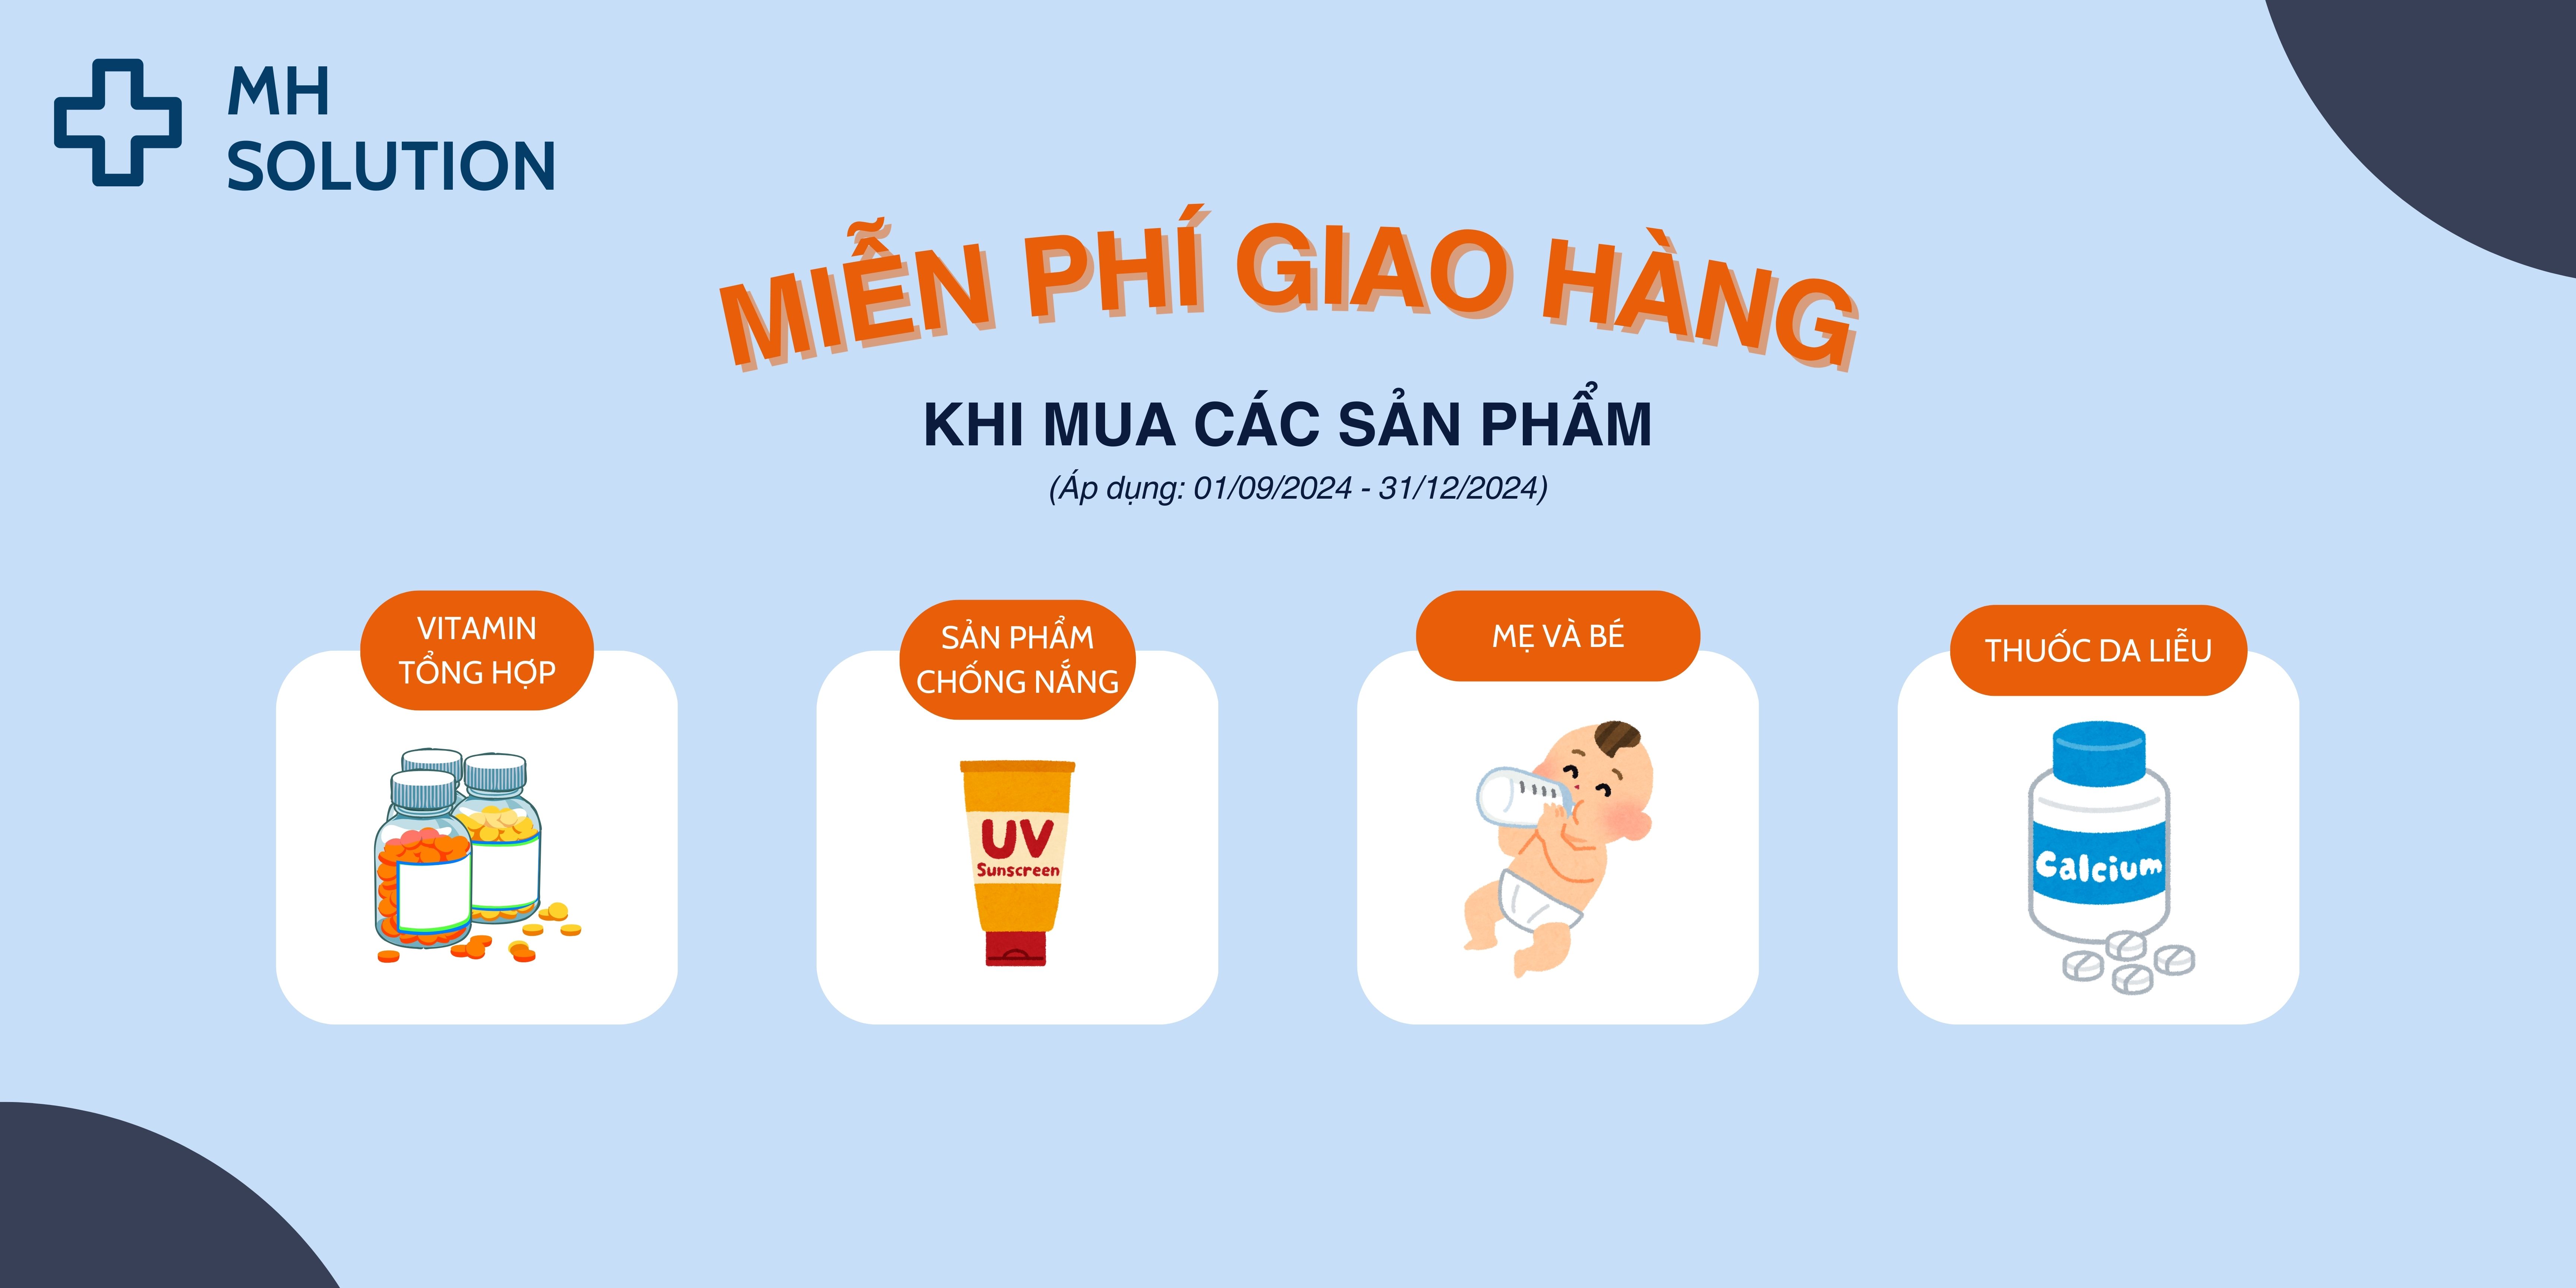 MH
SOLUTION
MIỄN PHÍ GIAO HÀNG
KHI MUA CÁC SẢN PHẨM
(Áp dụng: 01/09/2024 - 31/12/2024)
VITAMIN
TỔNG HỢP
SẢN PHẨM
CHỐNG NẮNG
UV
Sunscreen
MẸ VÀ BÉ
THUỐC DA LIỄU
Calcium